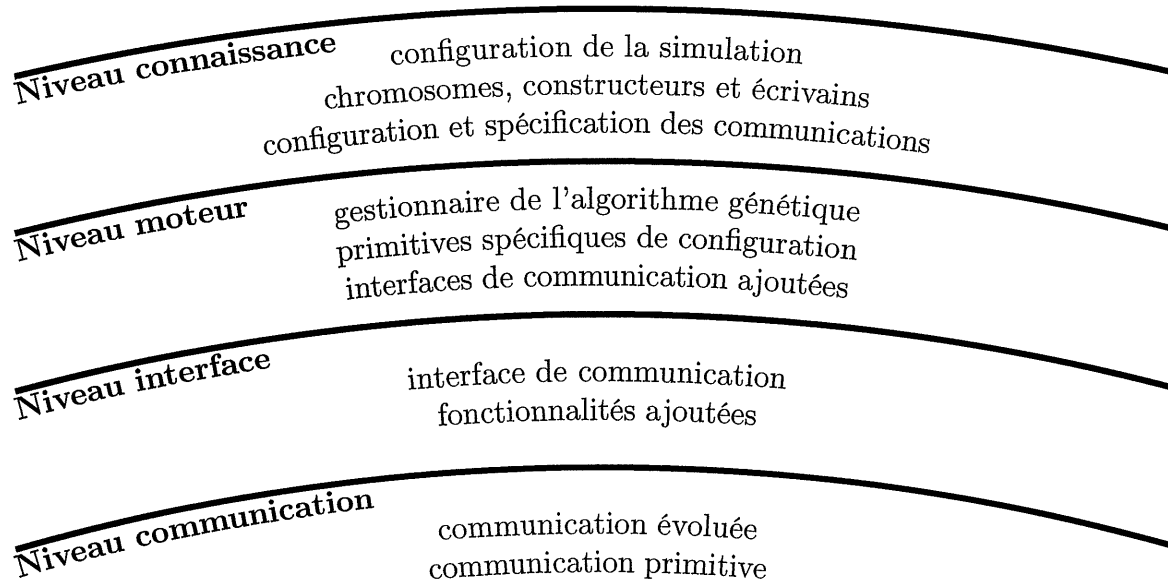 Niveau connaissance
configuration de la simulation
chromosomes, constructeurs et écrivains
configuration et spécification des communications
Niveau moteur
gestionnaire de l'algorithme génétique
primitives spécifiques de configuration
interfaces de communication ajoutées
Niveau interface
interface de communication
fonctionnalités ajoutées
Niveau communication
communication évoluée
communication primitive